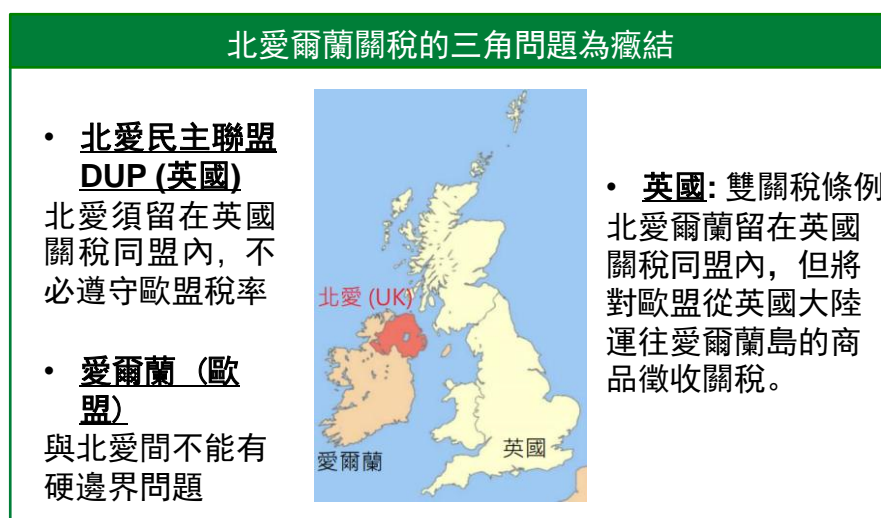 北愛爾蘭關稅的三角問題為癥結
• 北愛民主聯盟
DUP (英國)
北愛須留在英國
關稅同盟內, 不
必遵守歐盟稅率
• 愛爾蘭（歐
盟）
與北愛間不能有
硬邊界問題
北愛 (UK)
愛爾蘭
英國
• 英國: 雙關稅條例
北愛爾蘭留在英國
關稅同盟內，但將
對歐盟從英國大陸
運往愛爾蘭島的商
品徵收關稅。